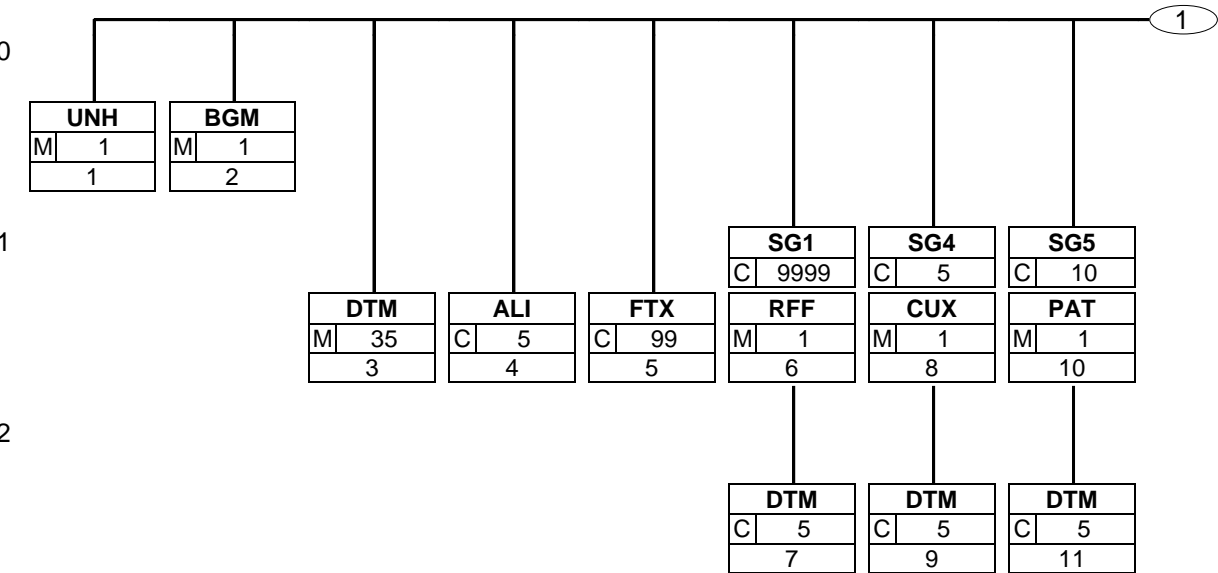 1
0
UNH BGM
M 1 M 1
1 2
1
SG1 SG4 SG5
C 9999 C 5 C 10
DTM ALI FTX RFF CUX PAT
M 35 C 5 C 99 M 1 M 1 M 1
3 4 5 6 8 10
2
DTM DTM DTM
C 5 C 5 C 5
7 9 11